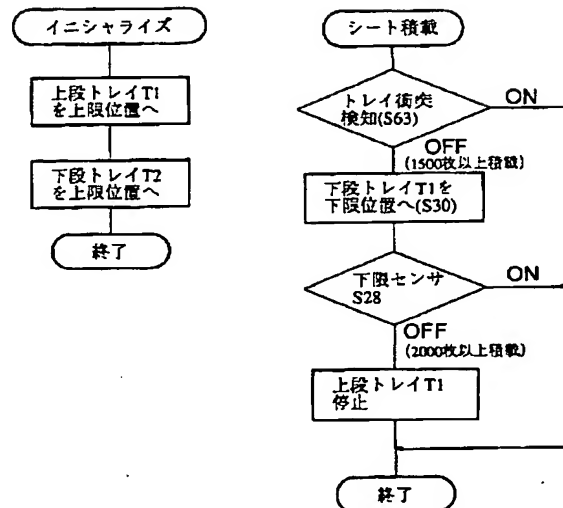 イニシャライズ
上段トレイT1
を上限位置へ
下段トレイT2
を上限位置へ
終了
シート積載
トレイ衝突
検知(S63)
ON
OFF
(1500枚以上積載)
下段トレイT1を
下限位置へ(S30)
下限センサ
S28
ON
OFF
(2000枚以上積載)
上段トレイT1
停止
終了